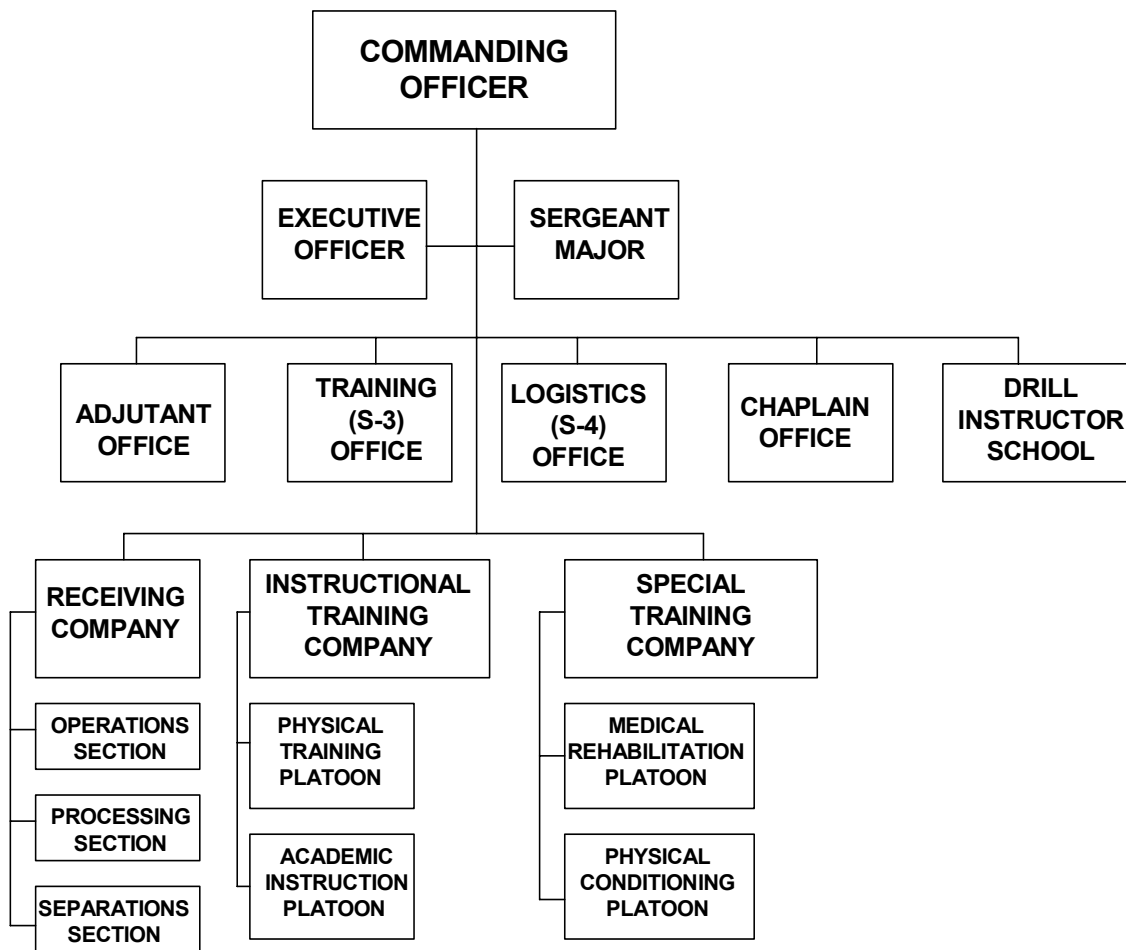 COMMANDING
OFFICER
EXECUTIVE
OFFICER
SERGEANT
MAJOR
ADJUTANT
OFFICE
TRAINING
(S-3)
OFFICE
LOGISTICS
(S-4)
OFFICE
CHAPLAIN
OFFICE
DRILL
INSTRUCTOR
SCHOOL
RECEIVING
COMPANY
INSTRUCTIONAL
TRAINING
COMPANY
SPECIAL
TRAINING
COMPANY
OPERATIONS
SECTION
PROCESSING
SECTION
SEPARATIONS
SECTION
PHYSICAL
TRAINING
PLATOON
ACADEMIC
INSTRUCTION
PLATOON
MEDICAL
REHABILITATION
PLATOON
PHYSICAL
CONDITIONING
PLATOON